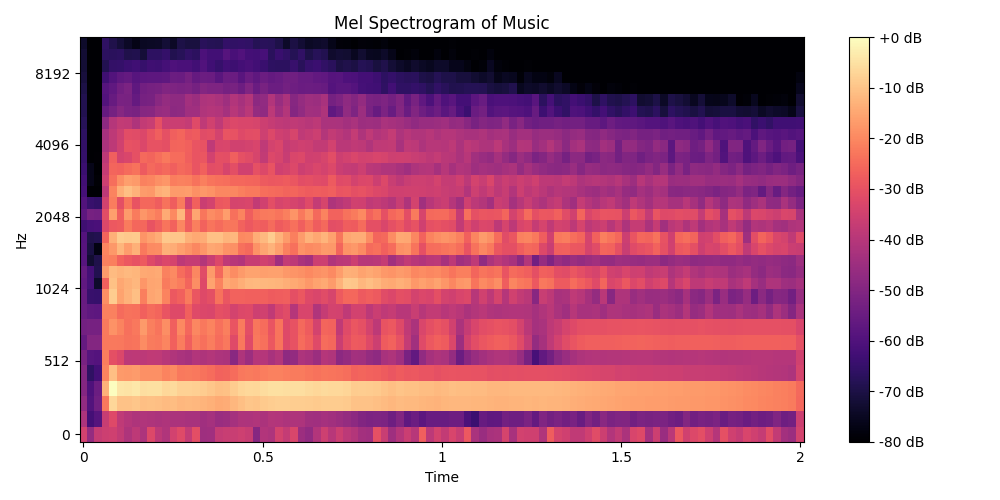 Mel Spectrogram of Music
Hz
8192
4096
2048
1024
512
0
0 0.5 1 1.5 2
Time
+0 dB
-10 dB
-20 dB
-30 dB
-40 dB
-50 dB
-60 dB
-70 dB
-80 dB